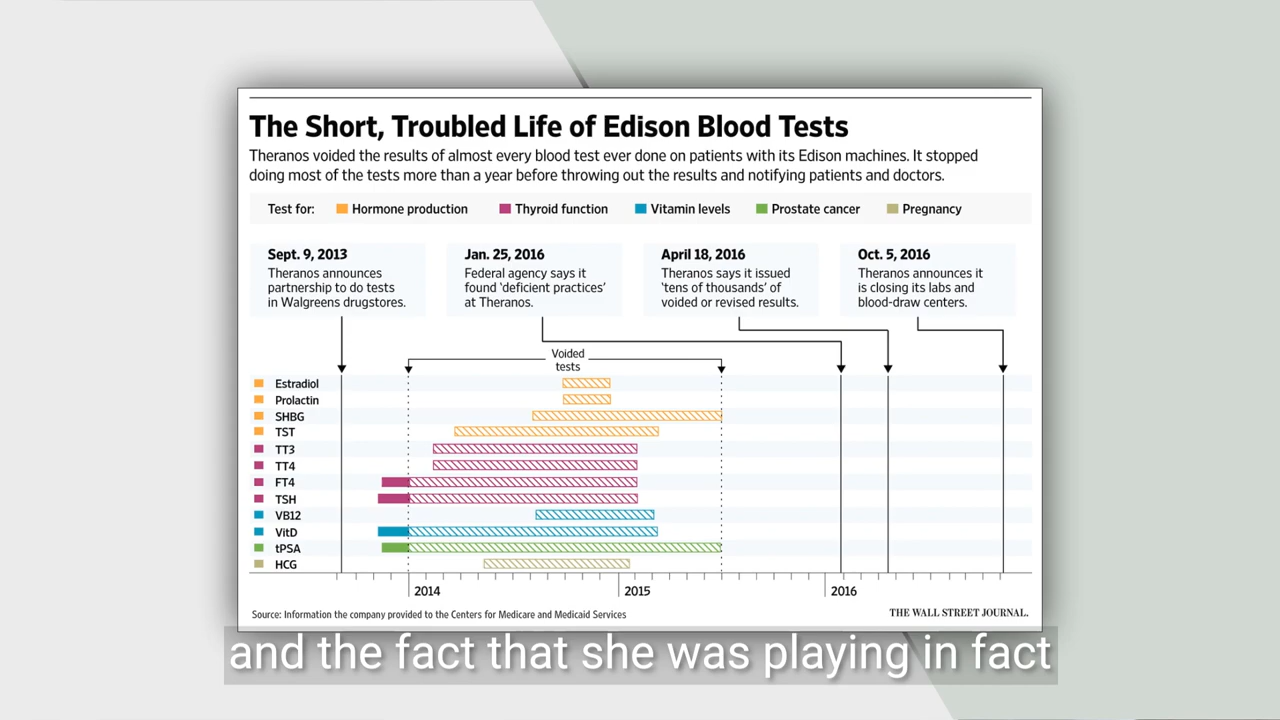 The Short, Troubled Life of Edison Blood Tests
Theranos voided the results of almost every blood test ever done on patients with its Edison machines. It stopped
doing most of the tests more than a year before throwing out the results and notifying patients and doctors.
Test for: Hormone production Thyroid function Vitamin levels Prostate cancer Pregnancy
Sept. 9, 2013
Theranos announces
partnership to do tests
in Walgreens drugstores.
Jan. 25, 2016
Federal agency says it
found ‘deficient practices’
at Theranos.
April 18, 2016
Theranos says it issued
‘tens of thousands’ of
voided or revised results.
Oct. 5, 2016
Theranos announces it
is closing its labs and
blood-draw centers.
Voided
tests
Estradiol
Prolactin
SHBG
TST
TT3
TT4
FT4
TSH
VB12
VitD
tPSA
HCG
2014 2015 2016
Source: Information the company provided to the Centers for Medicare and Medicaid Services
THE WALL STREET JOURNAL.
and the fact that she was playing in fact